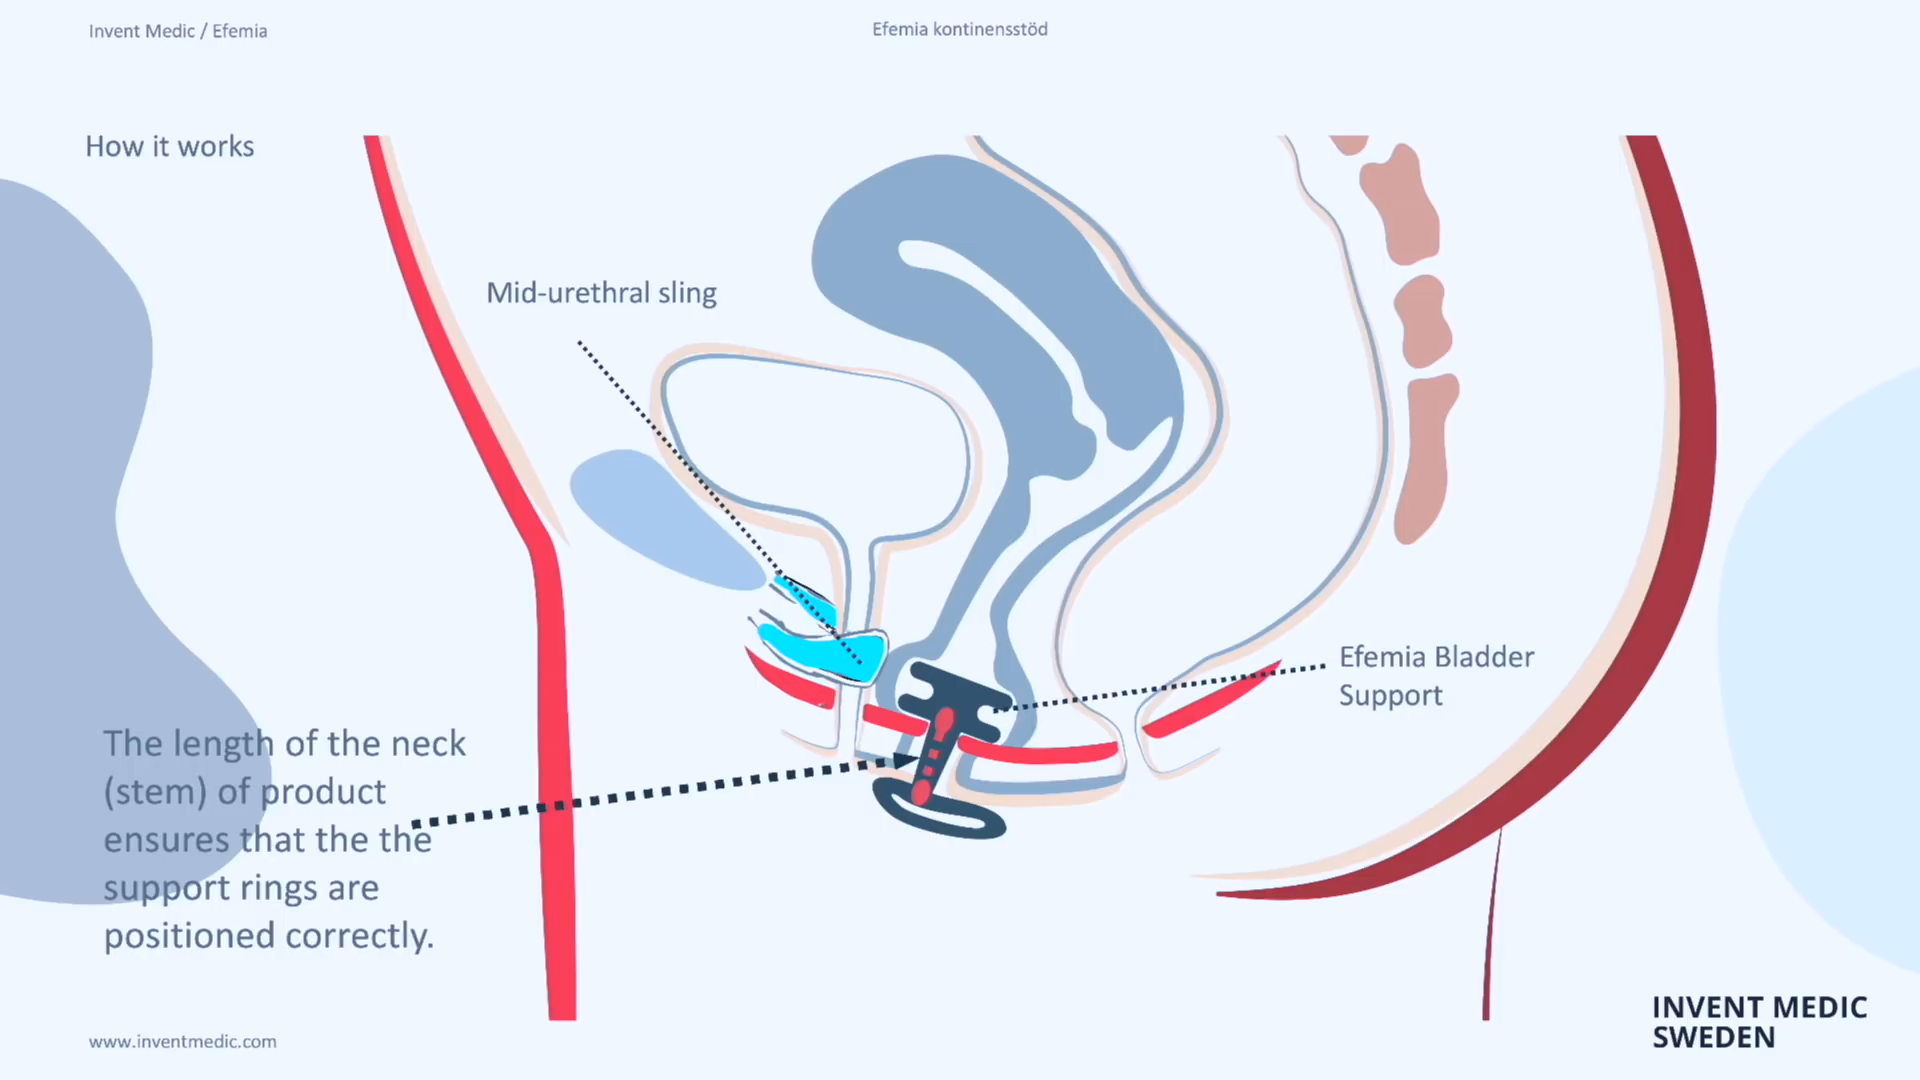 Invent Medic / Efemia
Efemia kontinensstöd
How it works
Mid-urethral sling
Efemia Bladder
Support
The length of the neck
(stem) of product
ensures that the the
support rings are
positioned correctly.
www.inventmedic.com
INVENT MEDIC
SWEDEN